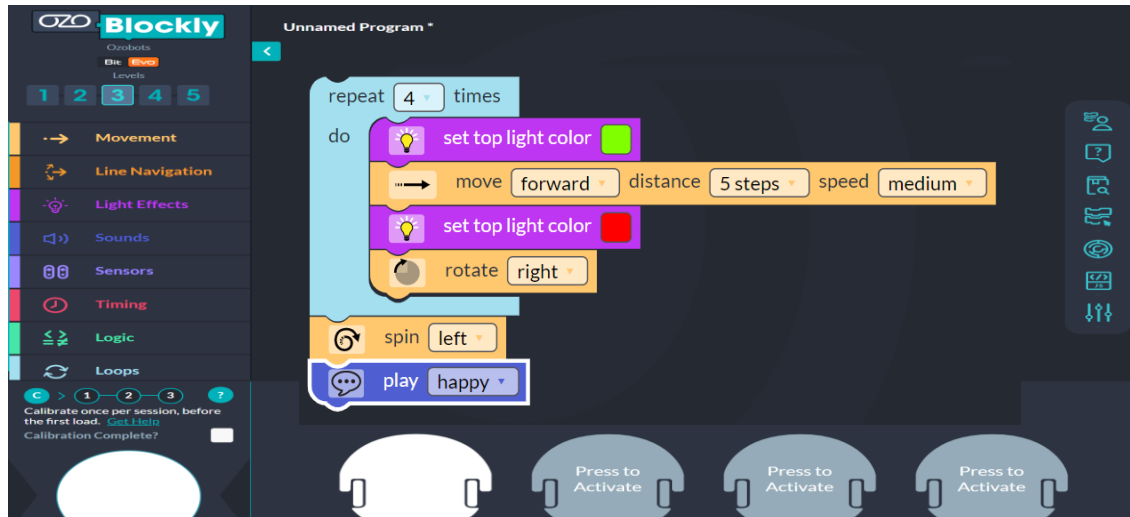 OZO Blockly
Unnamed Program *
Ozobots
Bit Evo
Levels
1 2 3 4 5
Movement
Line Navigation
Light Effects
Sounds
Sensors
Timing
Logic
Loops
C > 1 2 3 ?
Calibrate once per session, before
the first load. Get Help
Calibration Complete?
repeat 4 times
do
set top light color
move forward distance 5 steps speed medium
set top light color
rotate right
spin left
play happy
Press to
Activate
Press to
Activate
Press to
Activate